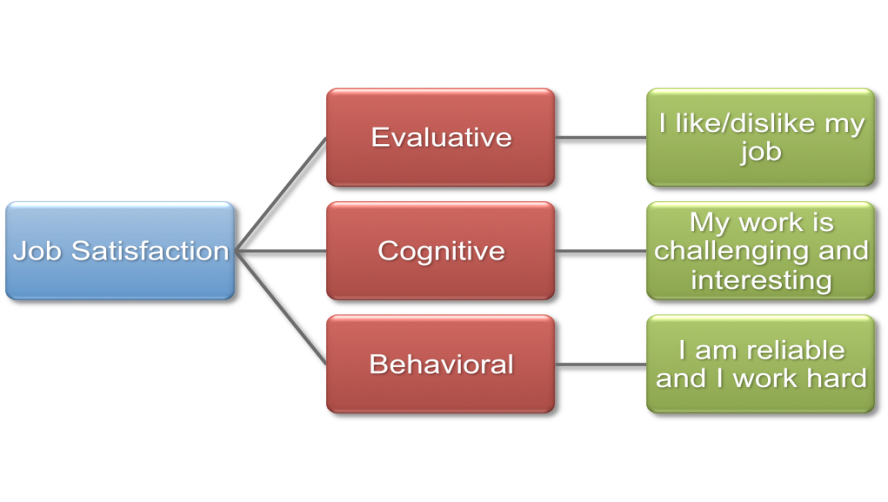 Job Satisfaction
Evaluative
I like/dislike my
job
Cognitive
My work is
challenging and
interesting
Behavioral
I am reliable
and I work hard